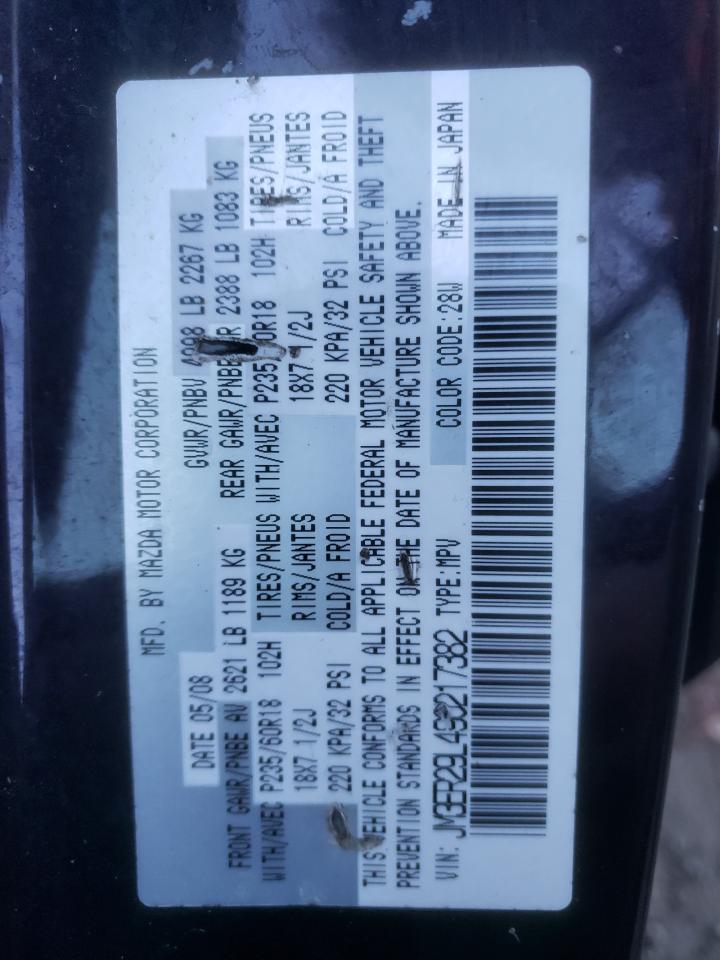 MFD. BY MAZDA MOTOR CORPORATION
DATE 05/08 GVWR/PNBV LB 2267 KG
FRONT GAWR/PNBE AV 2621 LB 1189 KG REAR GAWR/PNBE AR 2388 LB 1083 KG
WITH/AVEC P235/60R18 102H TIRES/PNEUS WITH/AVEC P235/60R18 102H TIRES/PNEUS
18X7 1/2J RIMS/JANTES 18X7 1/2J RIMS/JANTES
220 KPA/32 PSI COLD/A FROID 220 KPA/32 PSI COLD/A FROID
THIS VEHICLE CONFORMS TO ALL APPLICABLE FEDERAL MOTOR VEHICLE SAFETY AND THEFT
PREVENTION STANDARDS IN EFFECT ON THE DATE OF MANUFACTURE SHOWN ABOVE.
VIN: JM3ER29L490217382 TYPE:MPV COLOR CODE:28W MADE IN JAPAN